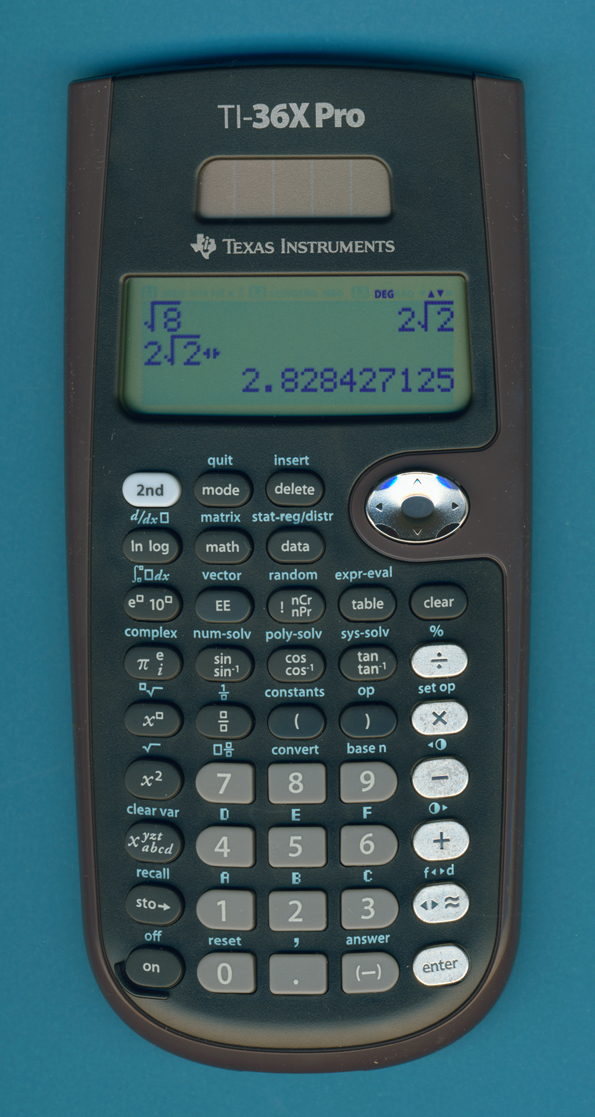 TI-36X Pro
TEXAS INSTRUMENTS
DEG ▲▼
√8 2√2
2√2◂▸
2.828427125
quit insert
2nd mode delete
d/dx□ matrix stat-reg/distr
ln log math data
∫□dx vector random expr-eval
e□ 10□ EE ! nCr nPr table clear
complex num-solv poly-solv sys-solv %
π e i sin sin⁻¹ cos cos⁻¹ tan tan⁻¹ ÷
□√ 1/□ constants op set op
x□ □/□ ( ) ×
√ □□/□ convert base n ◂◐
x² 7 8 9 −
clear var D E F ◐▸
x yzt abcd 4 5 6 +
recall A B C f◂▸d
sto→ 1 2 3 ◂▸≈
off reset , answer
on 0 . (−) enter